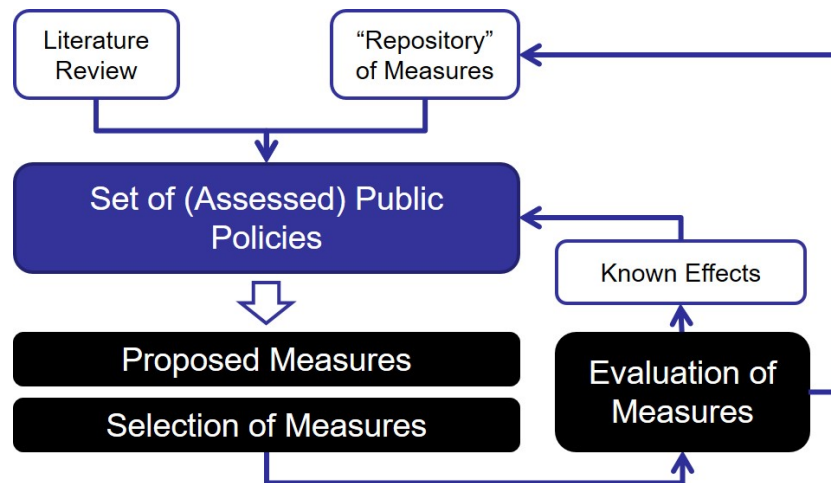 Literature
Review
“Repository”
of Measures
Set of (Assessed) Public
Policies
Known Effects
Proposed Measures
Evaluation of
Measures
Selection of Measures